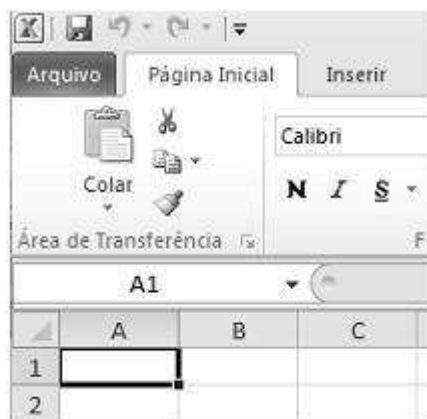 Arquivo Página Inicial Inserir
Colar
Calibri
N I S
Área de Transferência F
A1
A B C
1
2